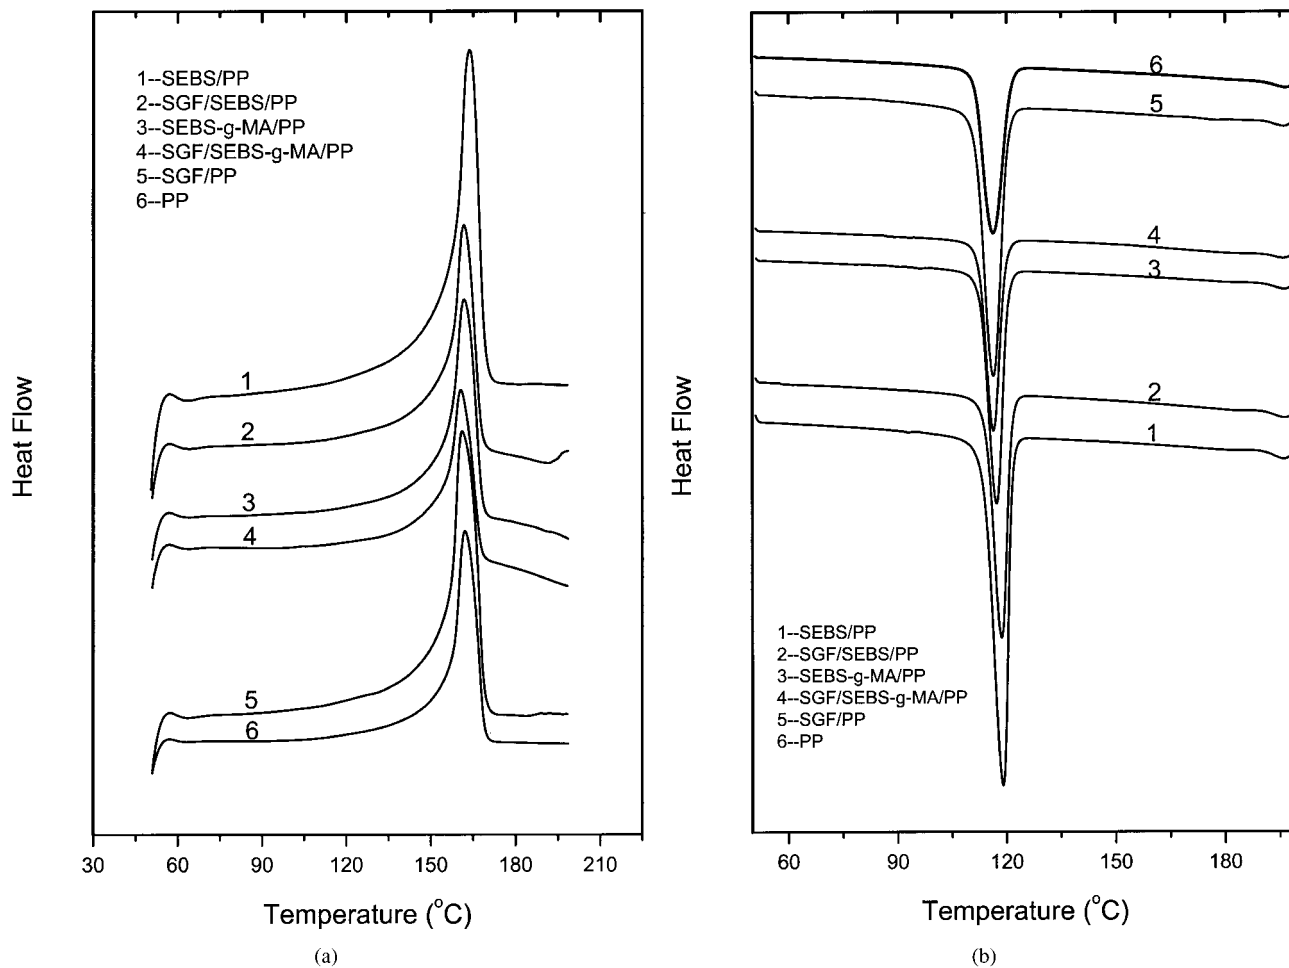 1--SEBS/PP
2--SGF/SEBS/PP
3--SEBS-g-MA/PP
4--SGF/SEBS-g-MA/PP
5--SGF/PP
6--PP
1
2
3
4
5
6
Heat Flow
30 60 90 120 150 180 210
Temperature (°C)
(a)
6
5
4
3
2
1
Heat Flow
1--SEBS/PP
2--SGF/SEBS/PP
3--SEBS-g-MA/PP
4--SGF/SEBS-g-MA/PP
5--SGF/PP
6--PP
60 90 120 150 180
Temperature (°C)
(b)